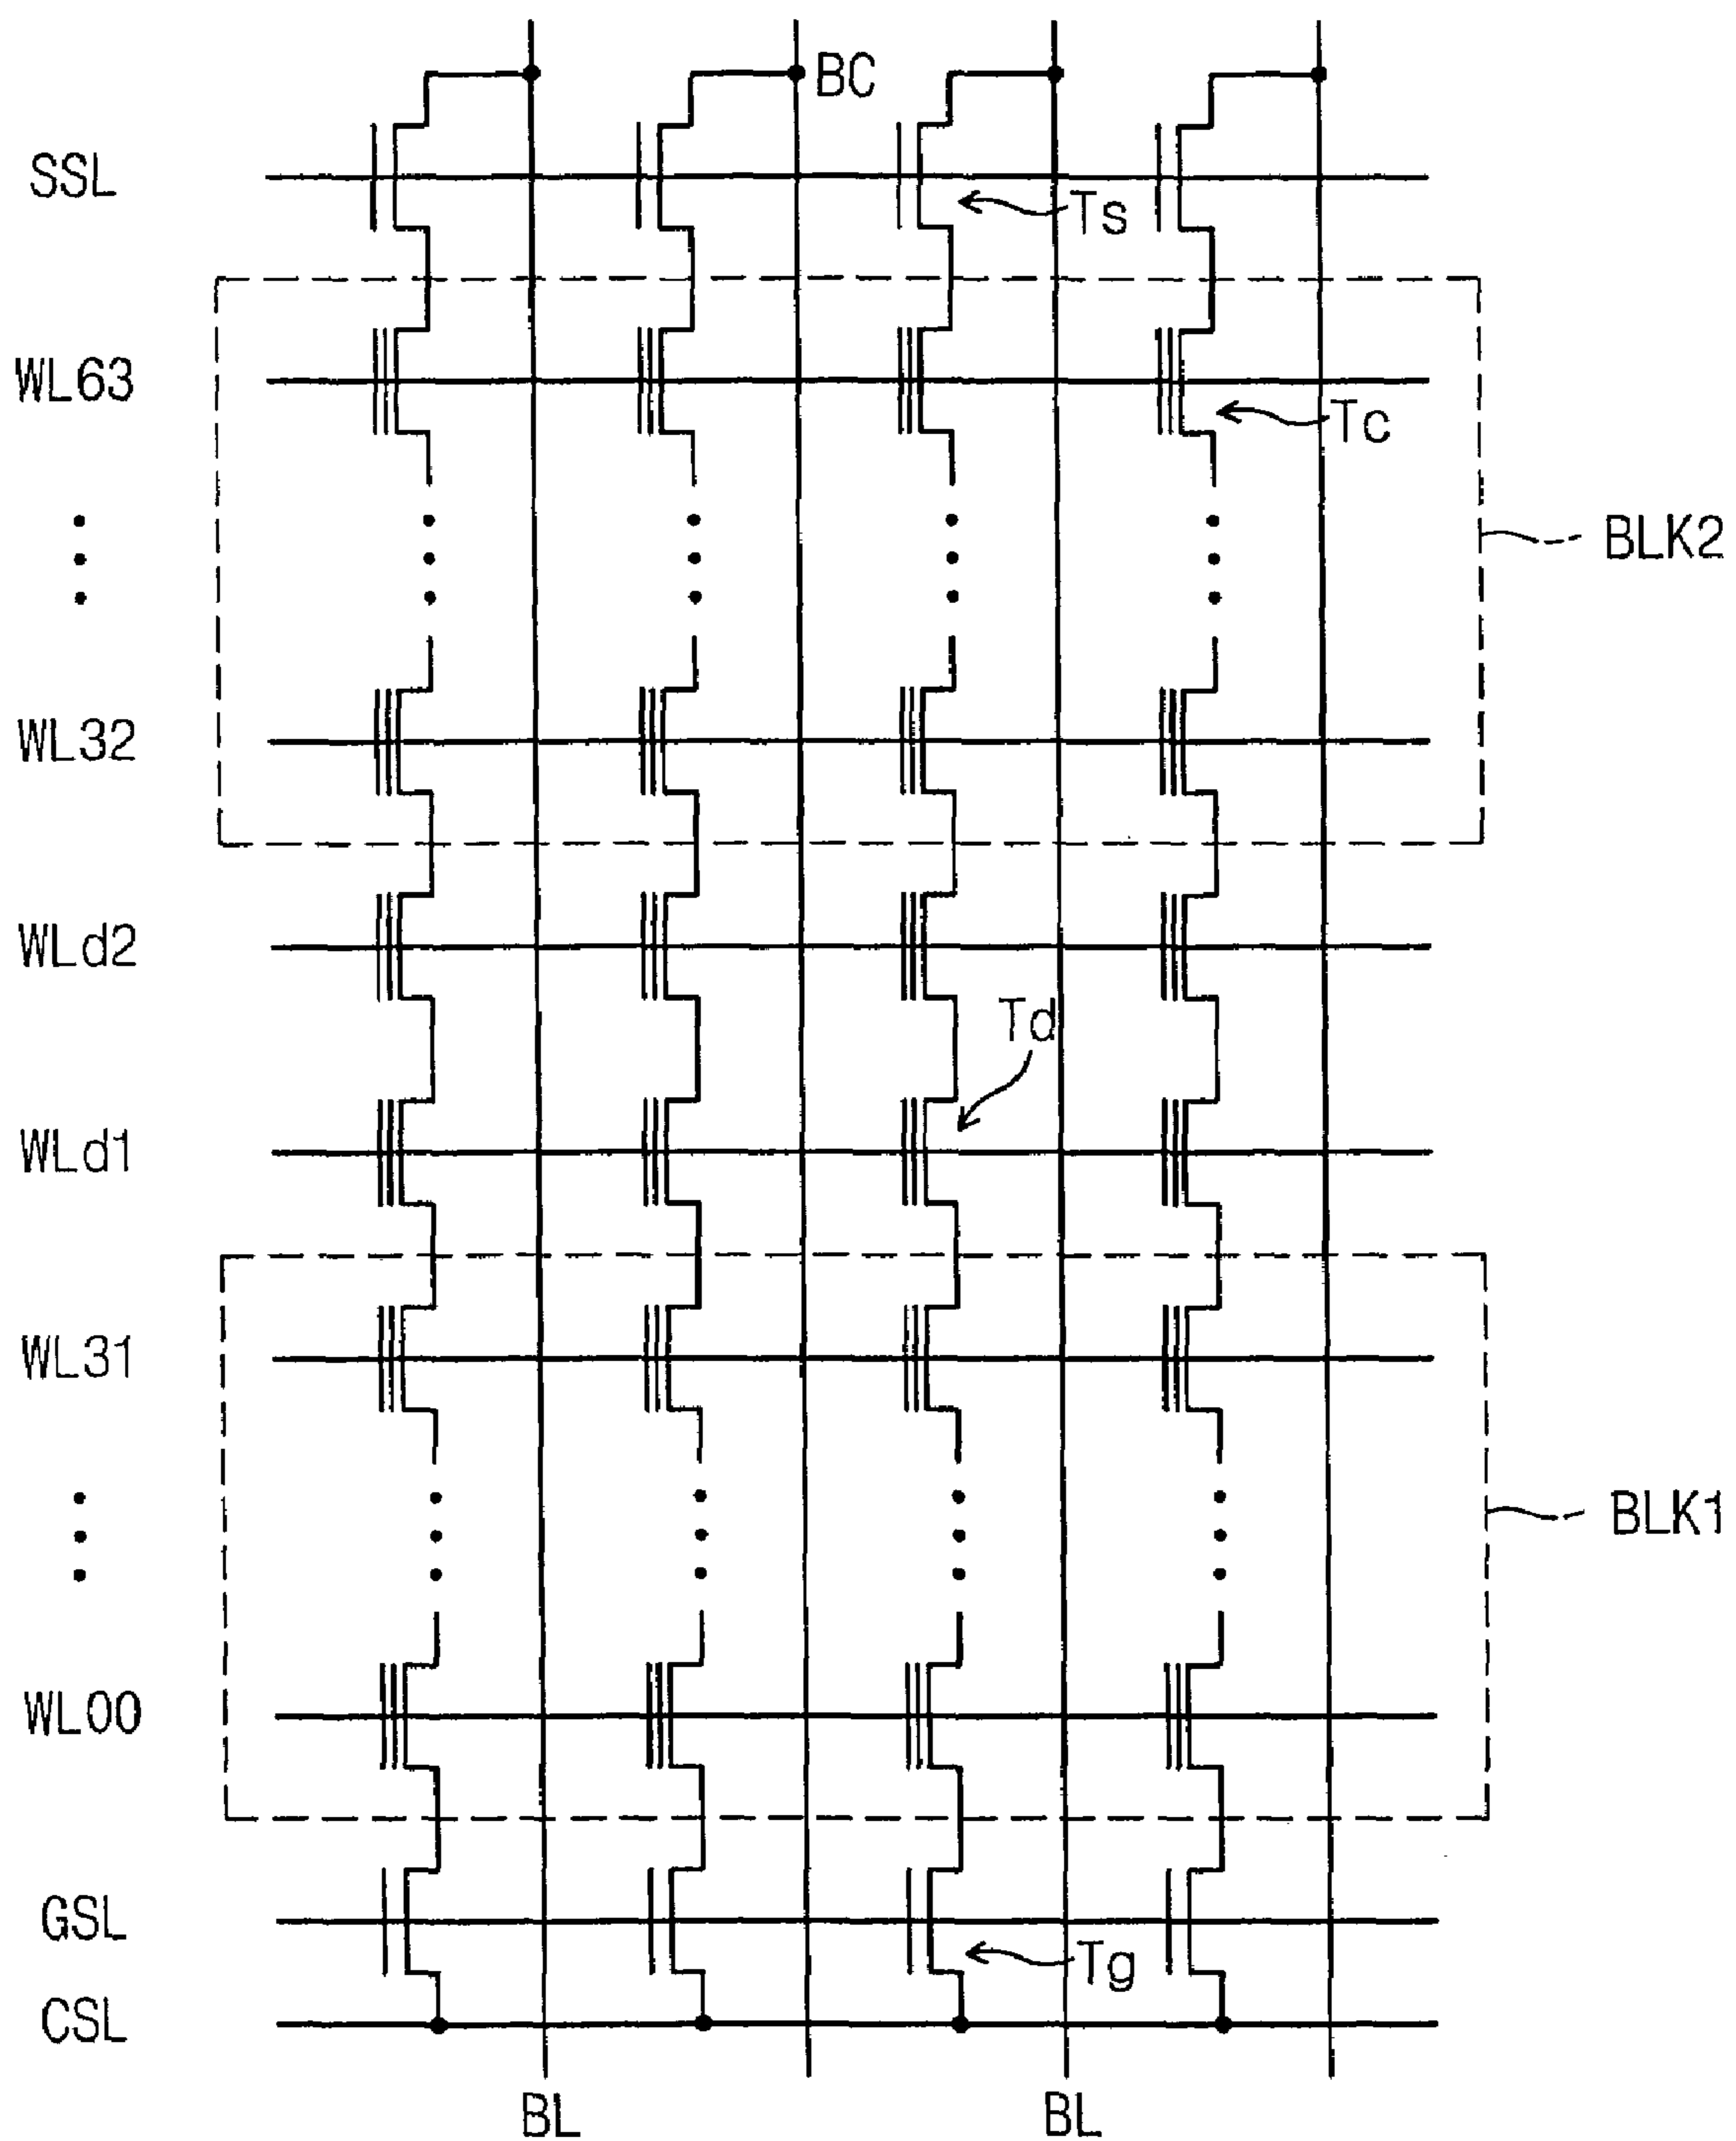 BC
SSL
Ts
WL63
Tc
BLK2
WL32
WLd2
Td
WLd1
WL31
BLK1
WL00
GSL
Tg
CSL
BL BL